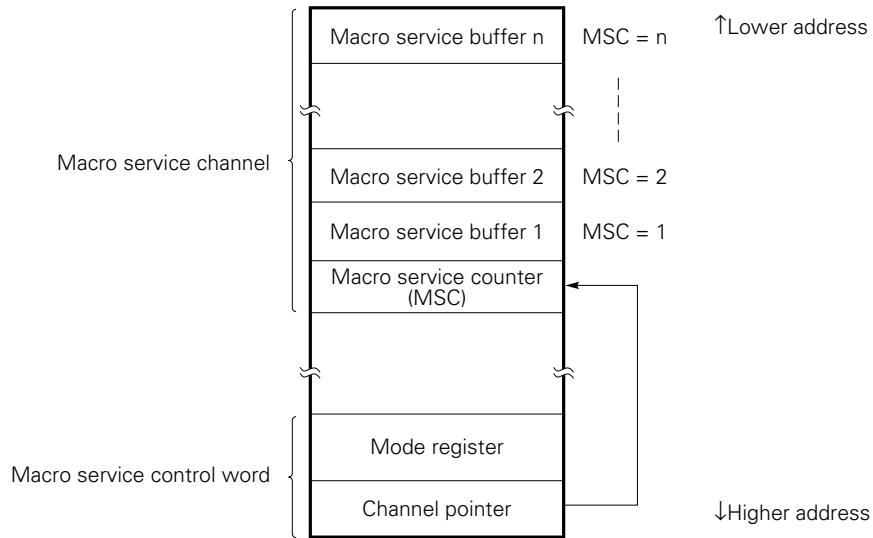 Macro service buffer n MSC = n ↑Lower address
Macro service channel
Macro service buffer 2 MSC = 2
Macro service buffer 1 MSC = 1
Macro service counter
(MSC)
Mode register
Macro service control word
Channel pointer
↓Higher address